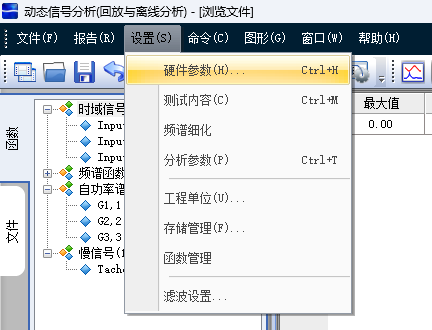 动态信号分析(回放与离线分析) - [浏览文件]
文件(F) 报告(R) 设置(S) 命令(C) 图形(G) 窗口(W) 帮助(H)
硬件参数(H)... Ctrl+H
测试内容(C) Ctrl+M
频谱细化
分析参数(P) Ctrl+T
工程单位(U)...
存储管理(F)...
函数管理
滤波设置...
函数
文件
时域信号
Inpu
Inpu
Inpu
频谱函数
自功率谱
G1,1
G2,2
G3,3
慢信号(1
Tach
最大值
0.00